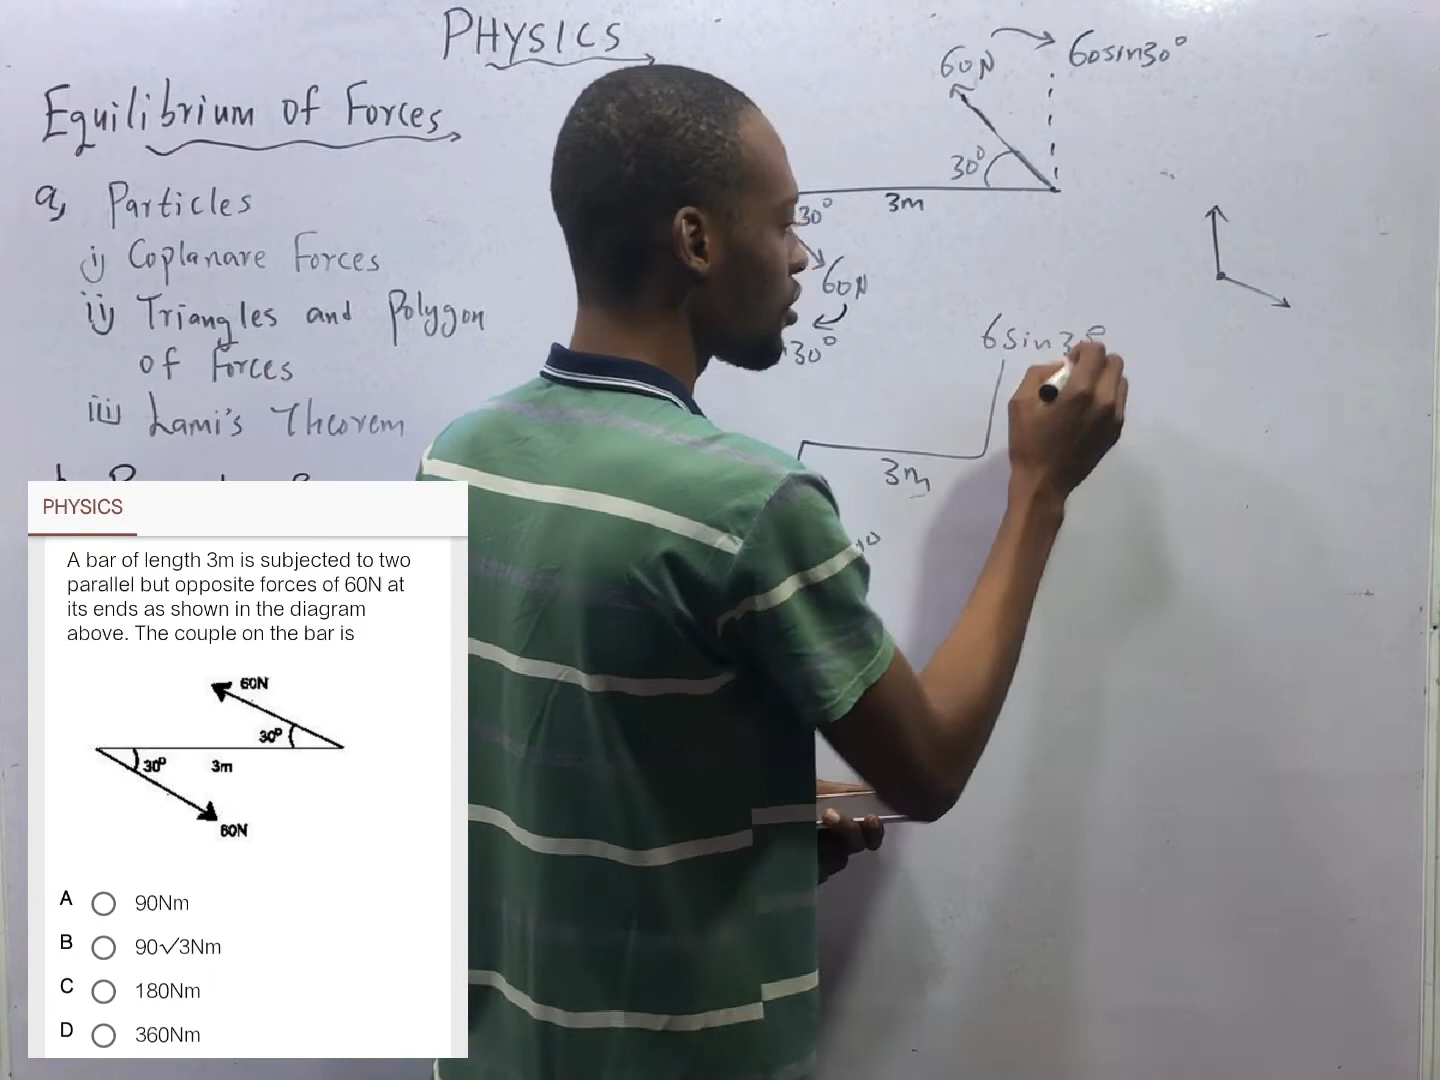 PHYSICS
Equilibrium of Forces
a, Particles
i) Coplanare Forces
ii) Triangles and Polygon
of Forces
iii) Lami's Theorem
60N
60sin30°
30°
3m
30°
60N
30°
6sin3
3m
PHYSICS
A bar of length 3m is subjected to two
parallel but opposite forces of 60N at
its ends as shown in the diagram
above. The couple on the bar is
60N
30°
30°
3m
60N
A 90Nm
B 90√3Nm
C 180Nm
D 360Nm